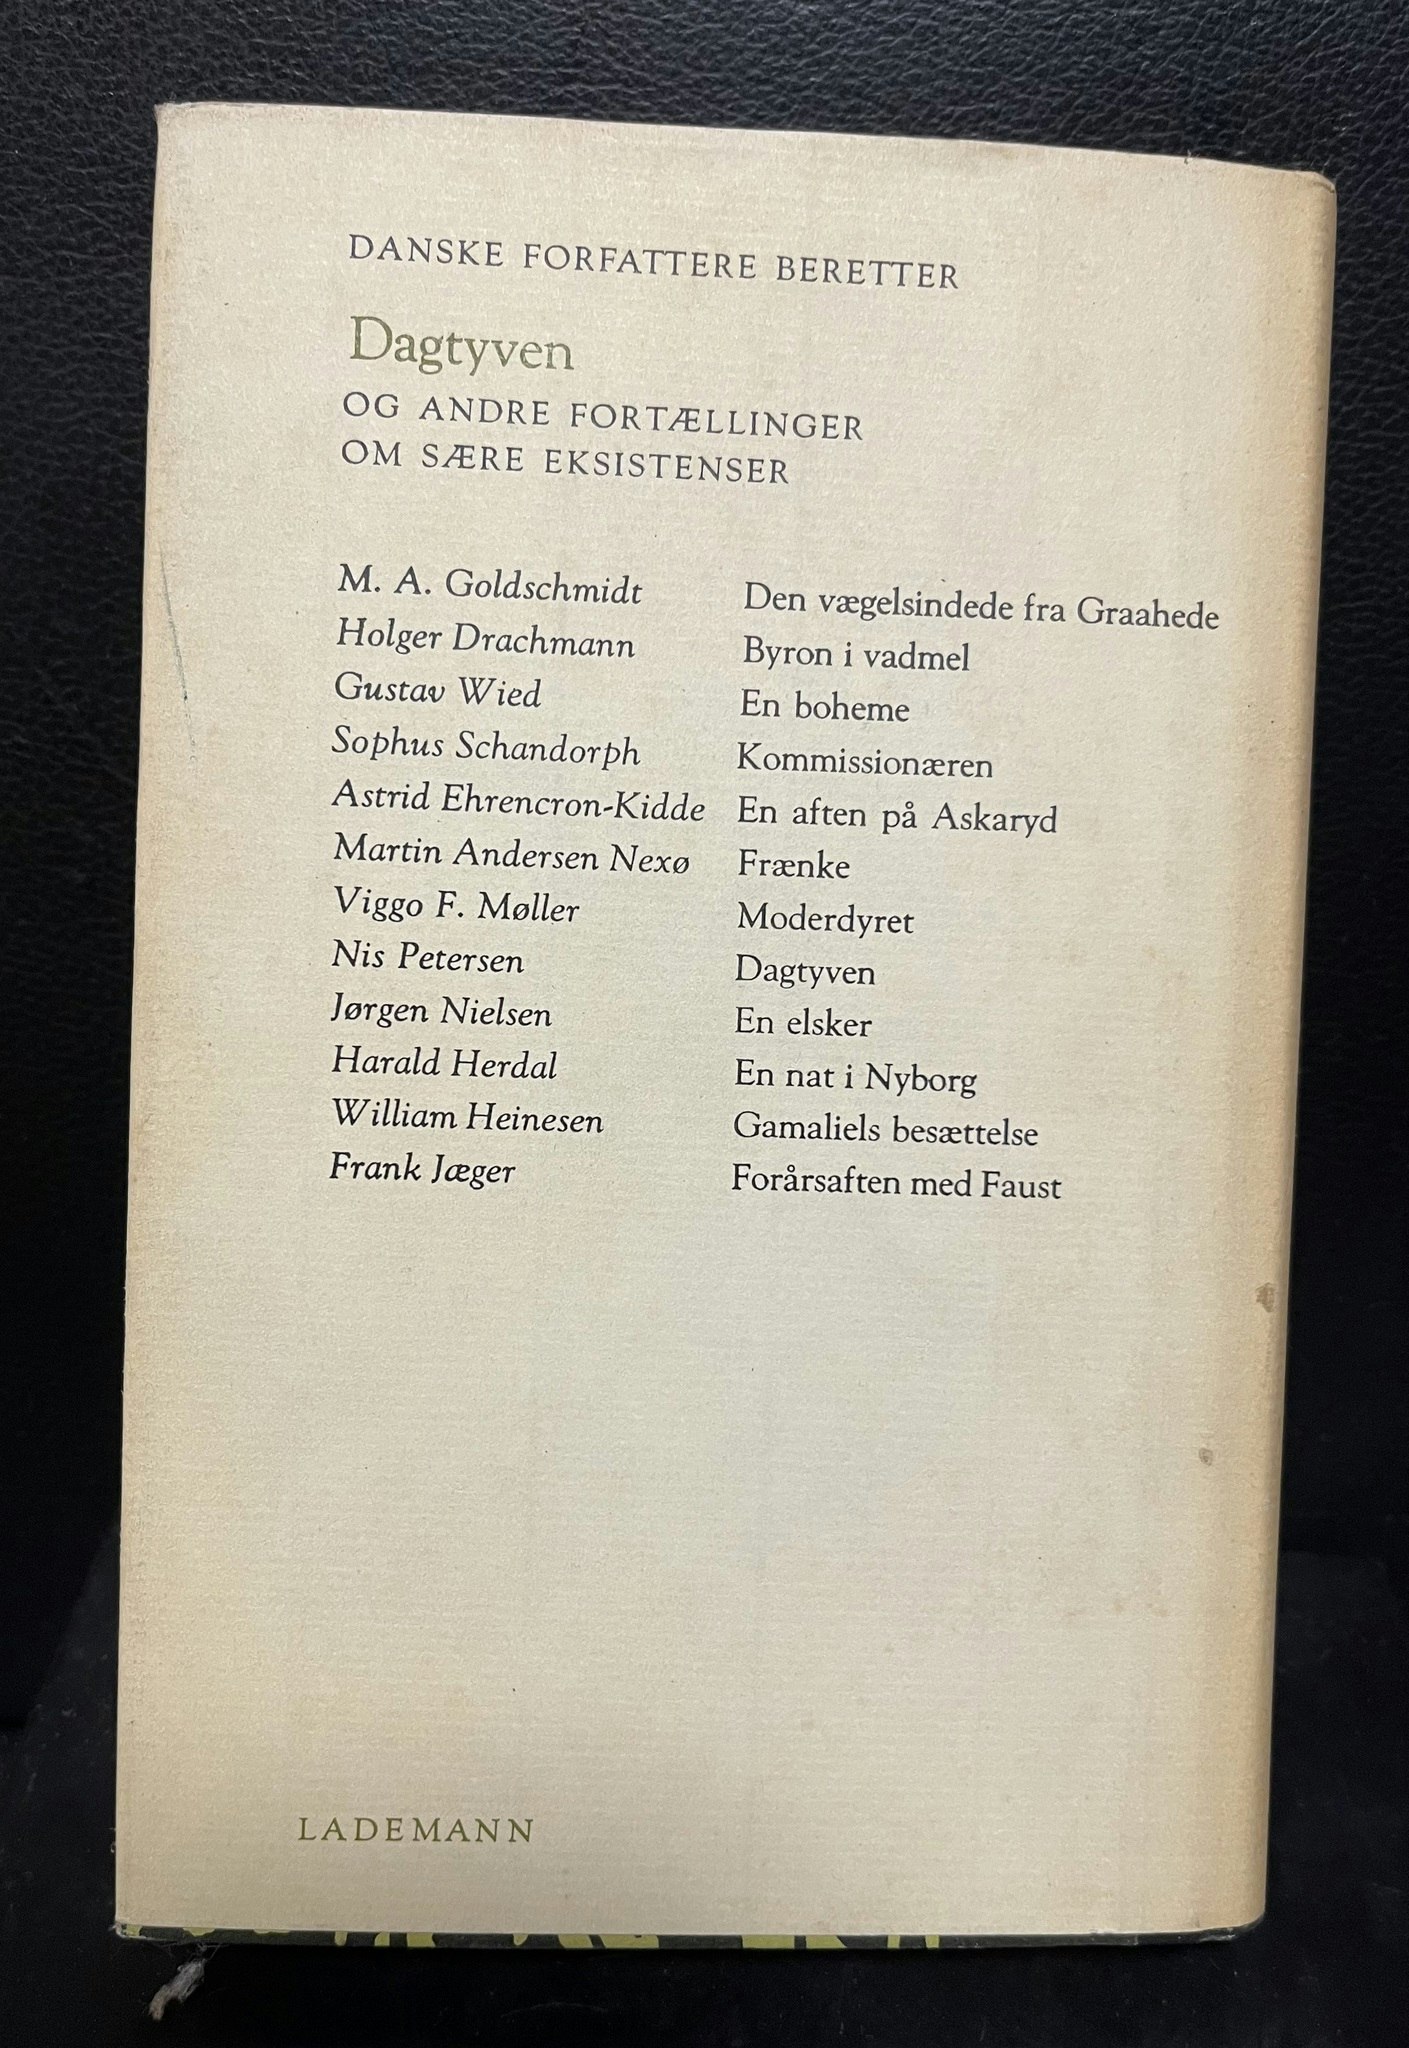 DANSKE FORFATTERE BERETTER
Dagtyven
OG ANDRE FORTÆLLINGER
OM SÆRE EKSISTENSER
M. A. Goldschmidt Den vægelsindede fra Graahede
Holger Drachmann Byron i vadmel
Gustav Wied En boheme
Sophus Schandorph Kommissionæren
Astrid Ehrencron-Kidde En aften på Askaryd
Martin Andersen Nexø Frænke
Viggo F. Møller Moderdyret
Nis Petersen Dagtyven
Jørgen Nielsen En elsker
Harald Herdal En nat i Nyborg
William Heinesen Gamaliels besættelse
Frank Jæger Forårsaften med Faust
LADEMANN